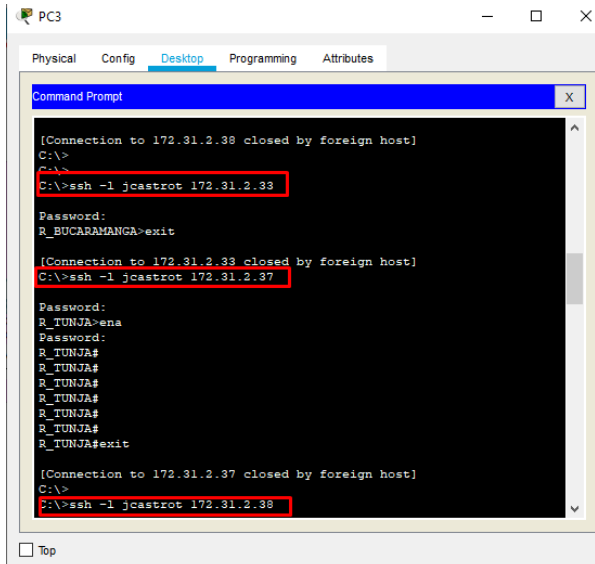 PC3
Physical Config Desktop Programming Attributes
Command Prompt X
[Connection to 172.31.2.38 closed by foreign host]
C:\>
C:\>
C:\>ssh -l jcastrot 172.31.2.33
Password:
R_BUCARAMANGA>exit
[Connection to 172.31.2.33 closed by foreign host]
C:\>ssh -l jcastrot 172.31.2.37
Password:
R_TUNJA>ena
Password:
R_TUNJA#
R_TUNJA#
R_TUNJA#
R_TUNJA#
R_TUNJA#
R_TUNJA#
R_TUNJA#exit
[Connection to 172.31.2.37 closed by foreign host]
C:\>
C:\>ssh -l jcastrot 172.31.2.38
Top